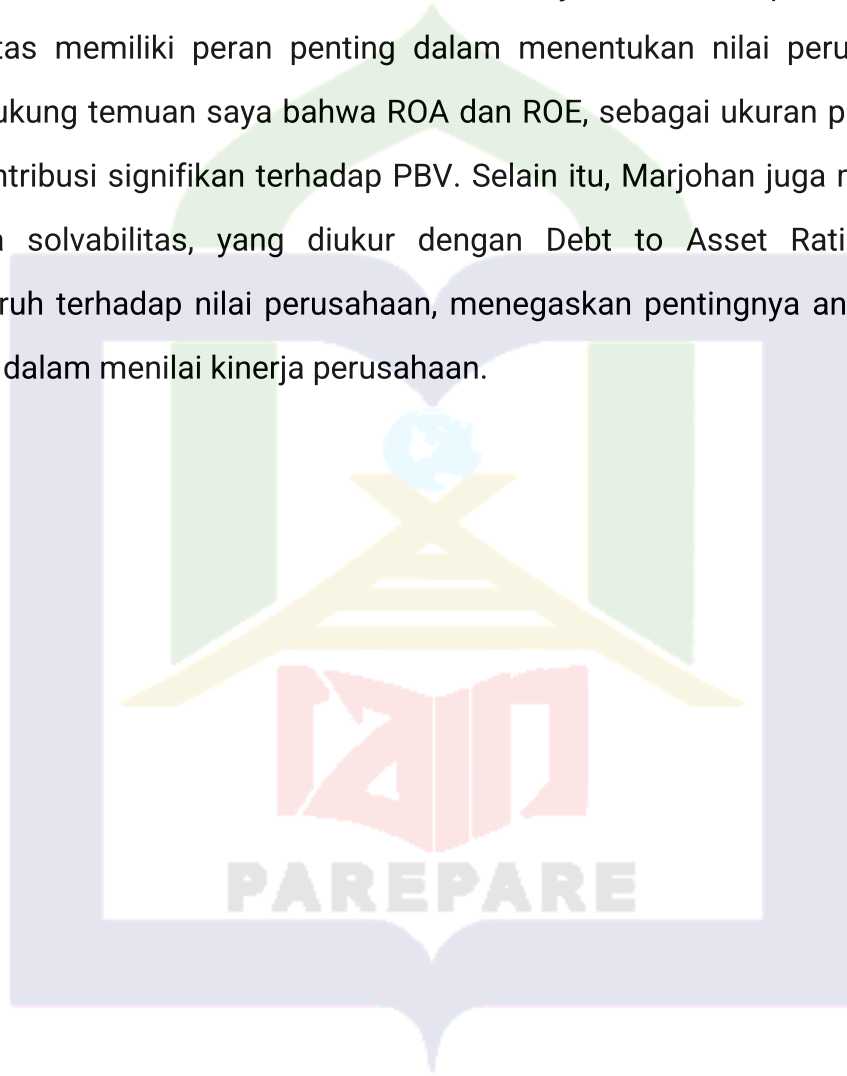 tas memiliki peran penting dalam menentukan nilai peru
ukung temuan saya bahwa ROA dan ROE, sebagai ukuran p
ntribusi signifikan terhadap PBV. Selain itu, Marjohan juga
solvabilitas, yang diukur dengan Debt to Asset Rati
ruh terhadap nilai perusahaan, menegaskan pentingnya an
dalam menilai kinerja perusahaan.
iain
PAREPARE